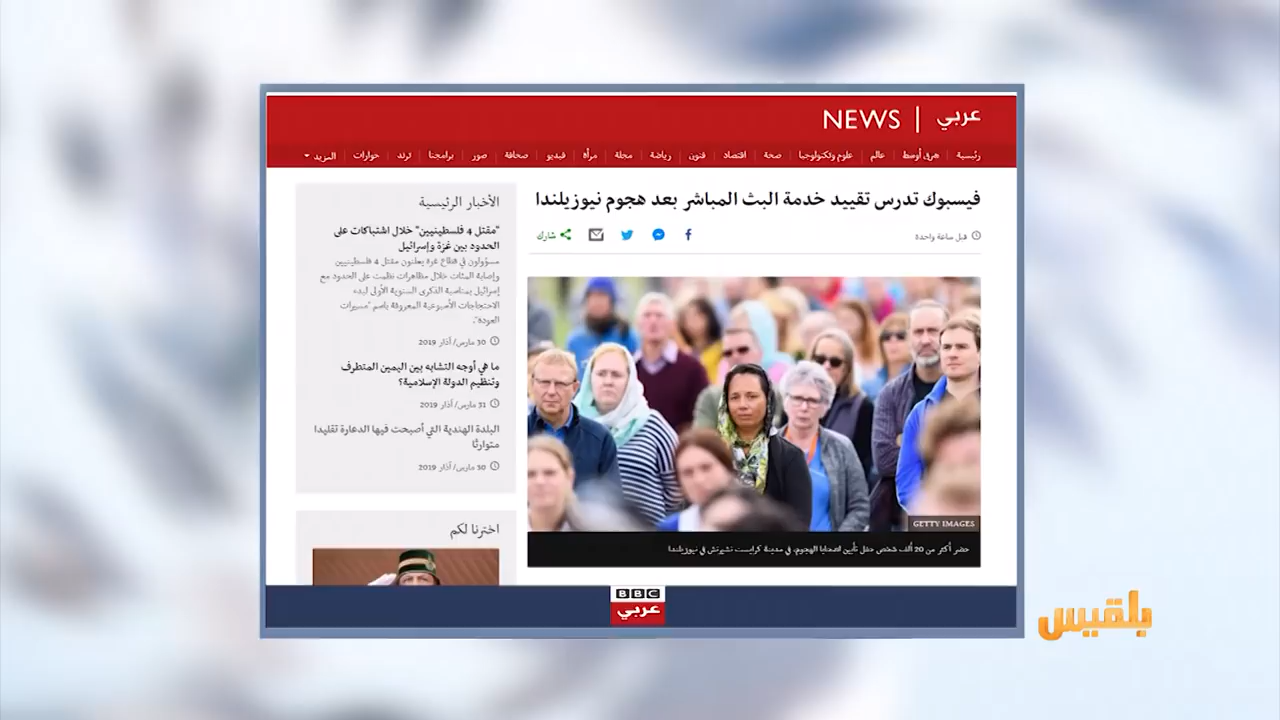 عربي | NEWS
رئيسية شرق أوسط عالم علوم وتكنولوجيا صحة اقتصاد فنون رياضة مجلة مرأة فيديو صحافة صور برامجنا ترند حوارات المزيد
فيسبوك تدرس تقييد خدمة البث المباشر بعد هجوم نيوزيلندا
قبل ساعة واحدة
شارك
GETTY IMAGES
حضر أكثر من 20 ألف شخص حفل تأبين لضحايا الهجوم، في مدينة كرايست تشيرتش في نيوزيلندا
الأخبار الرئيسية
"مقتل 4 فلسطينيين" خلال اشتباكات على
الحدود بين غزة وإسرائيل
مسؤولون في قطاع غزة يعلنون مقتل 4 فلسطينيين
وإصابة المئات خلال مظاهرات نظمت على الحدود مع
إسرائيل بمناسبة الذكرى السنوية الأولى لبدء
الاحتجاجات الأسبوعية المعروفة باسم "مسيرات
العودة".
30 مارس/ آذار 2019
ما هي أوجه التشابه بين اليمين المتطرف
وتنظيم الدولة الإسلامية؟
31 مارس/ آذار 2019
البلدة الهندية التي أصبحت فيها الدعارة تقليدا
متوارثا
30 مارس/ آذار 2019
اخترنا لكم
BBC
عربي
بلقيس